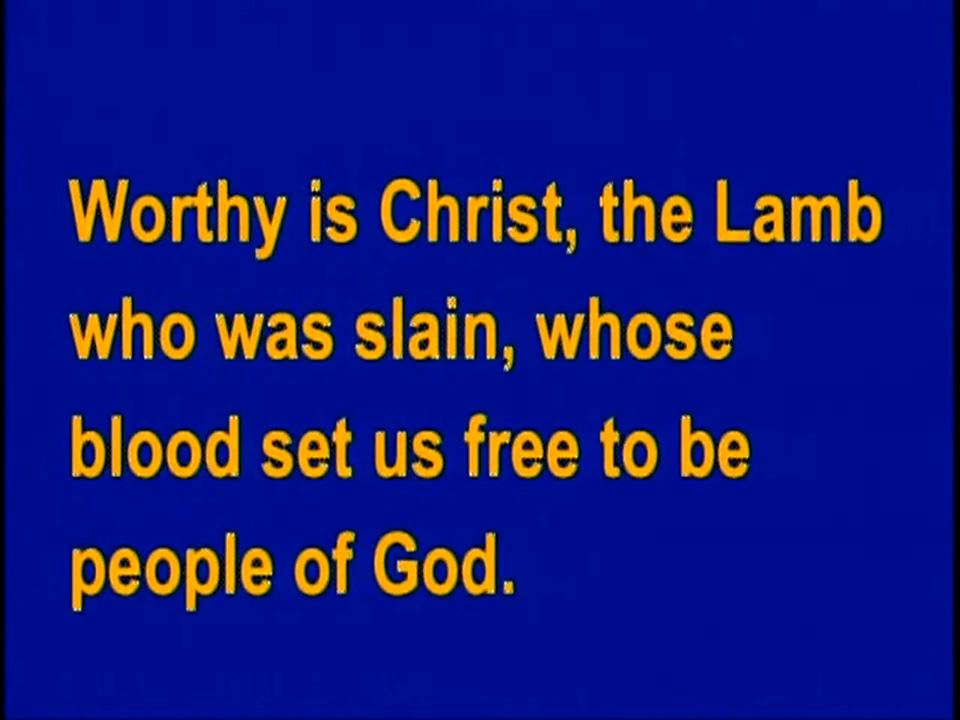 Worthy is Christ, the Lamb
who was slain, whose
blood set us free to be
people of God.